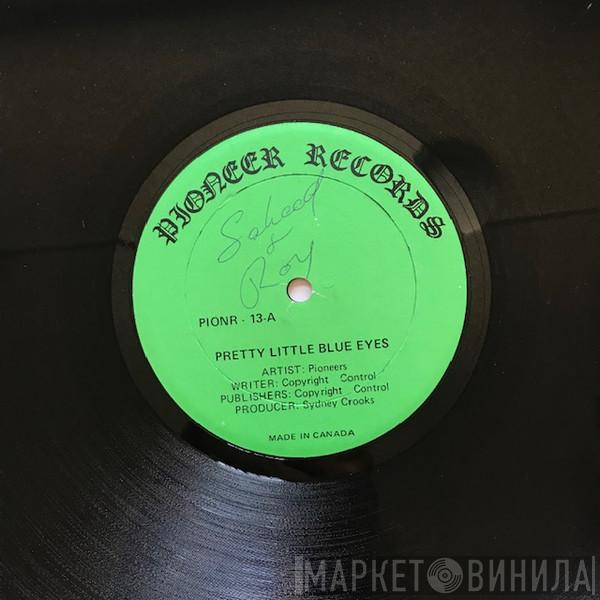 PIONEER RECORDS
Saheed
&
Roy
PIONR - 13-A
PRETTY LITTLE BLUE EYES
ARTIST: Pioneers
WRITER: Copyright Control
PUBLISHERS: Copyright Control
PRODUCER: Sydney Crooks
MADE IN CANADA
МАРКЕТ ВИНИЛА